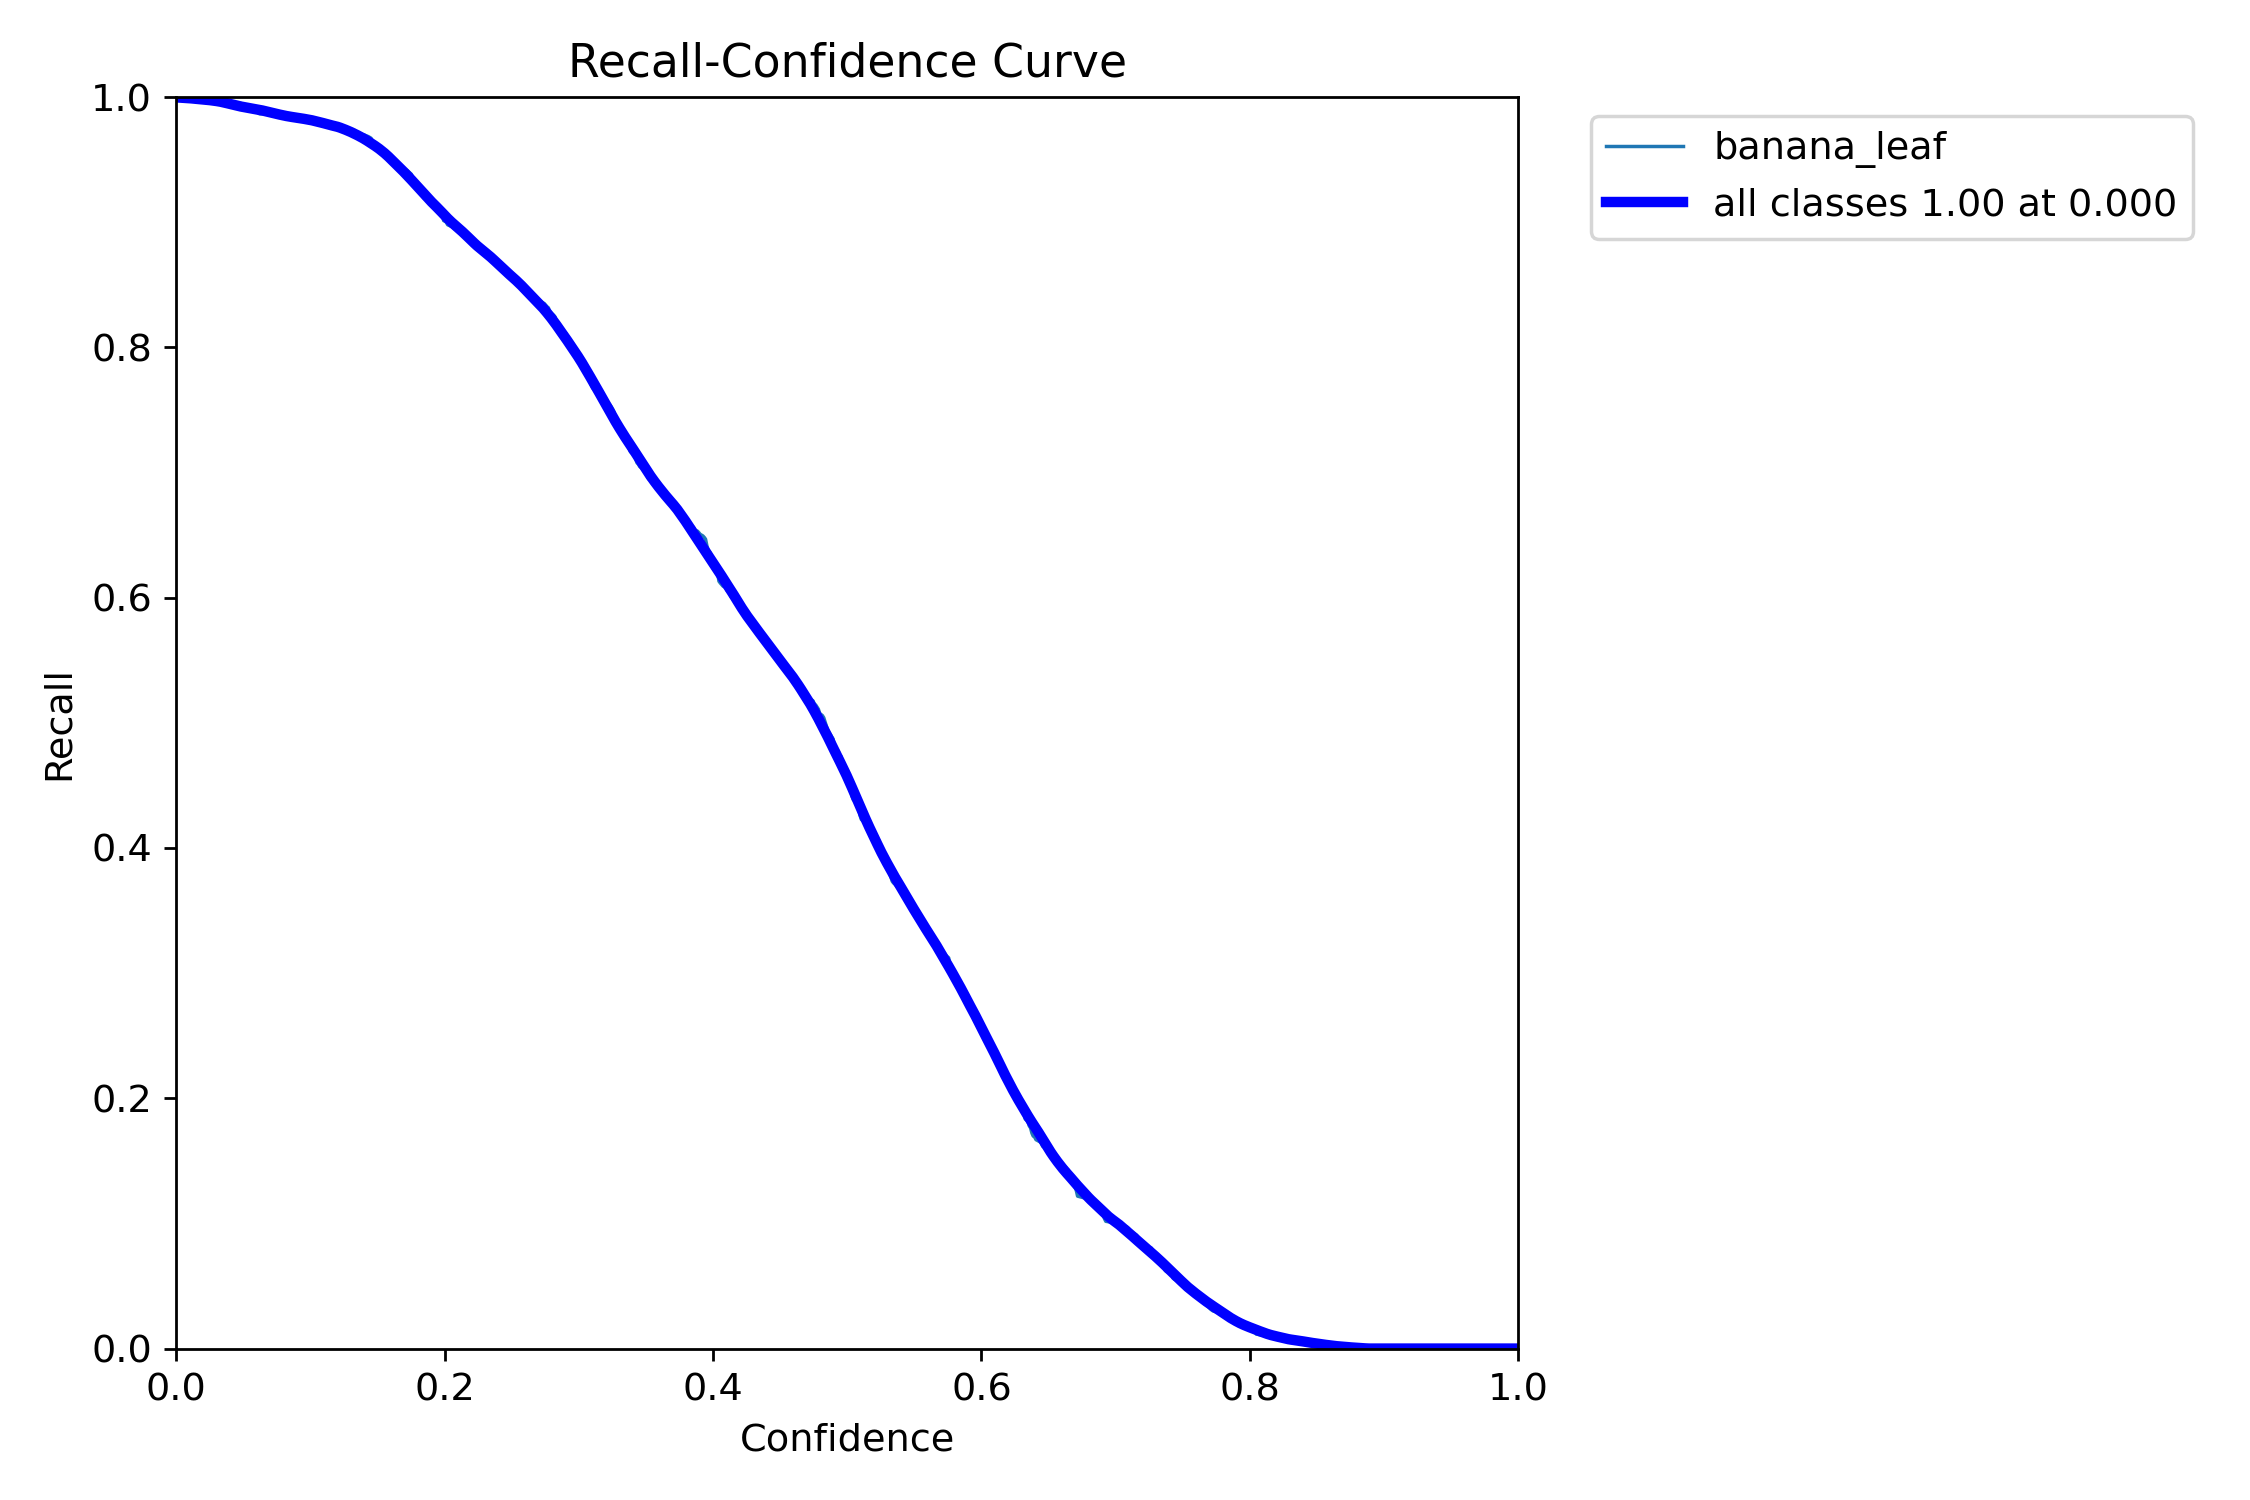 Recall-Confidence Curve
1.0
0.8
0.6
0.4
0.2
0.0
Recall
0.0 0.2 0.4 0.6 0.8 1.0
Confidence
banana_leaf
all classes 1.00 at 0.000